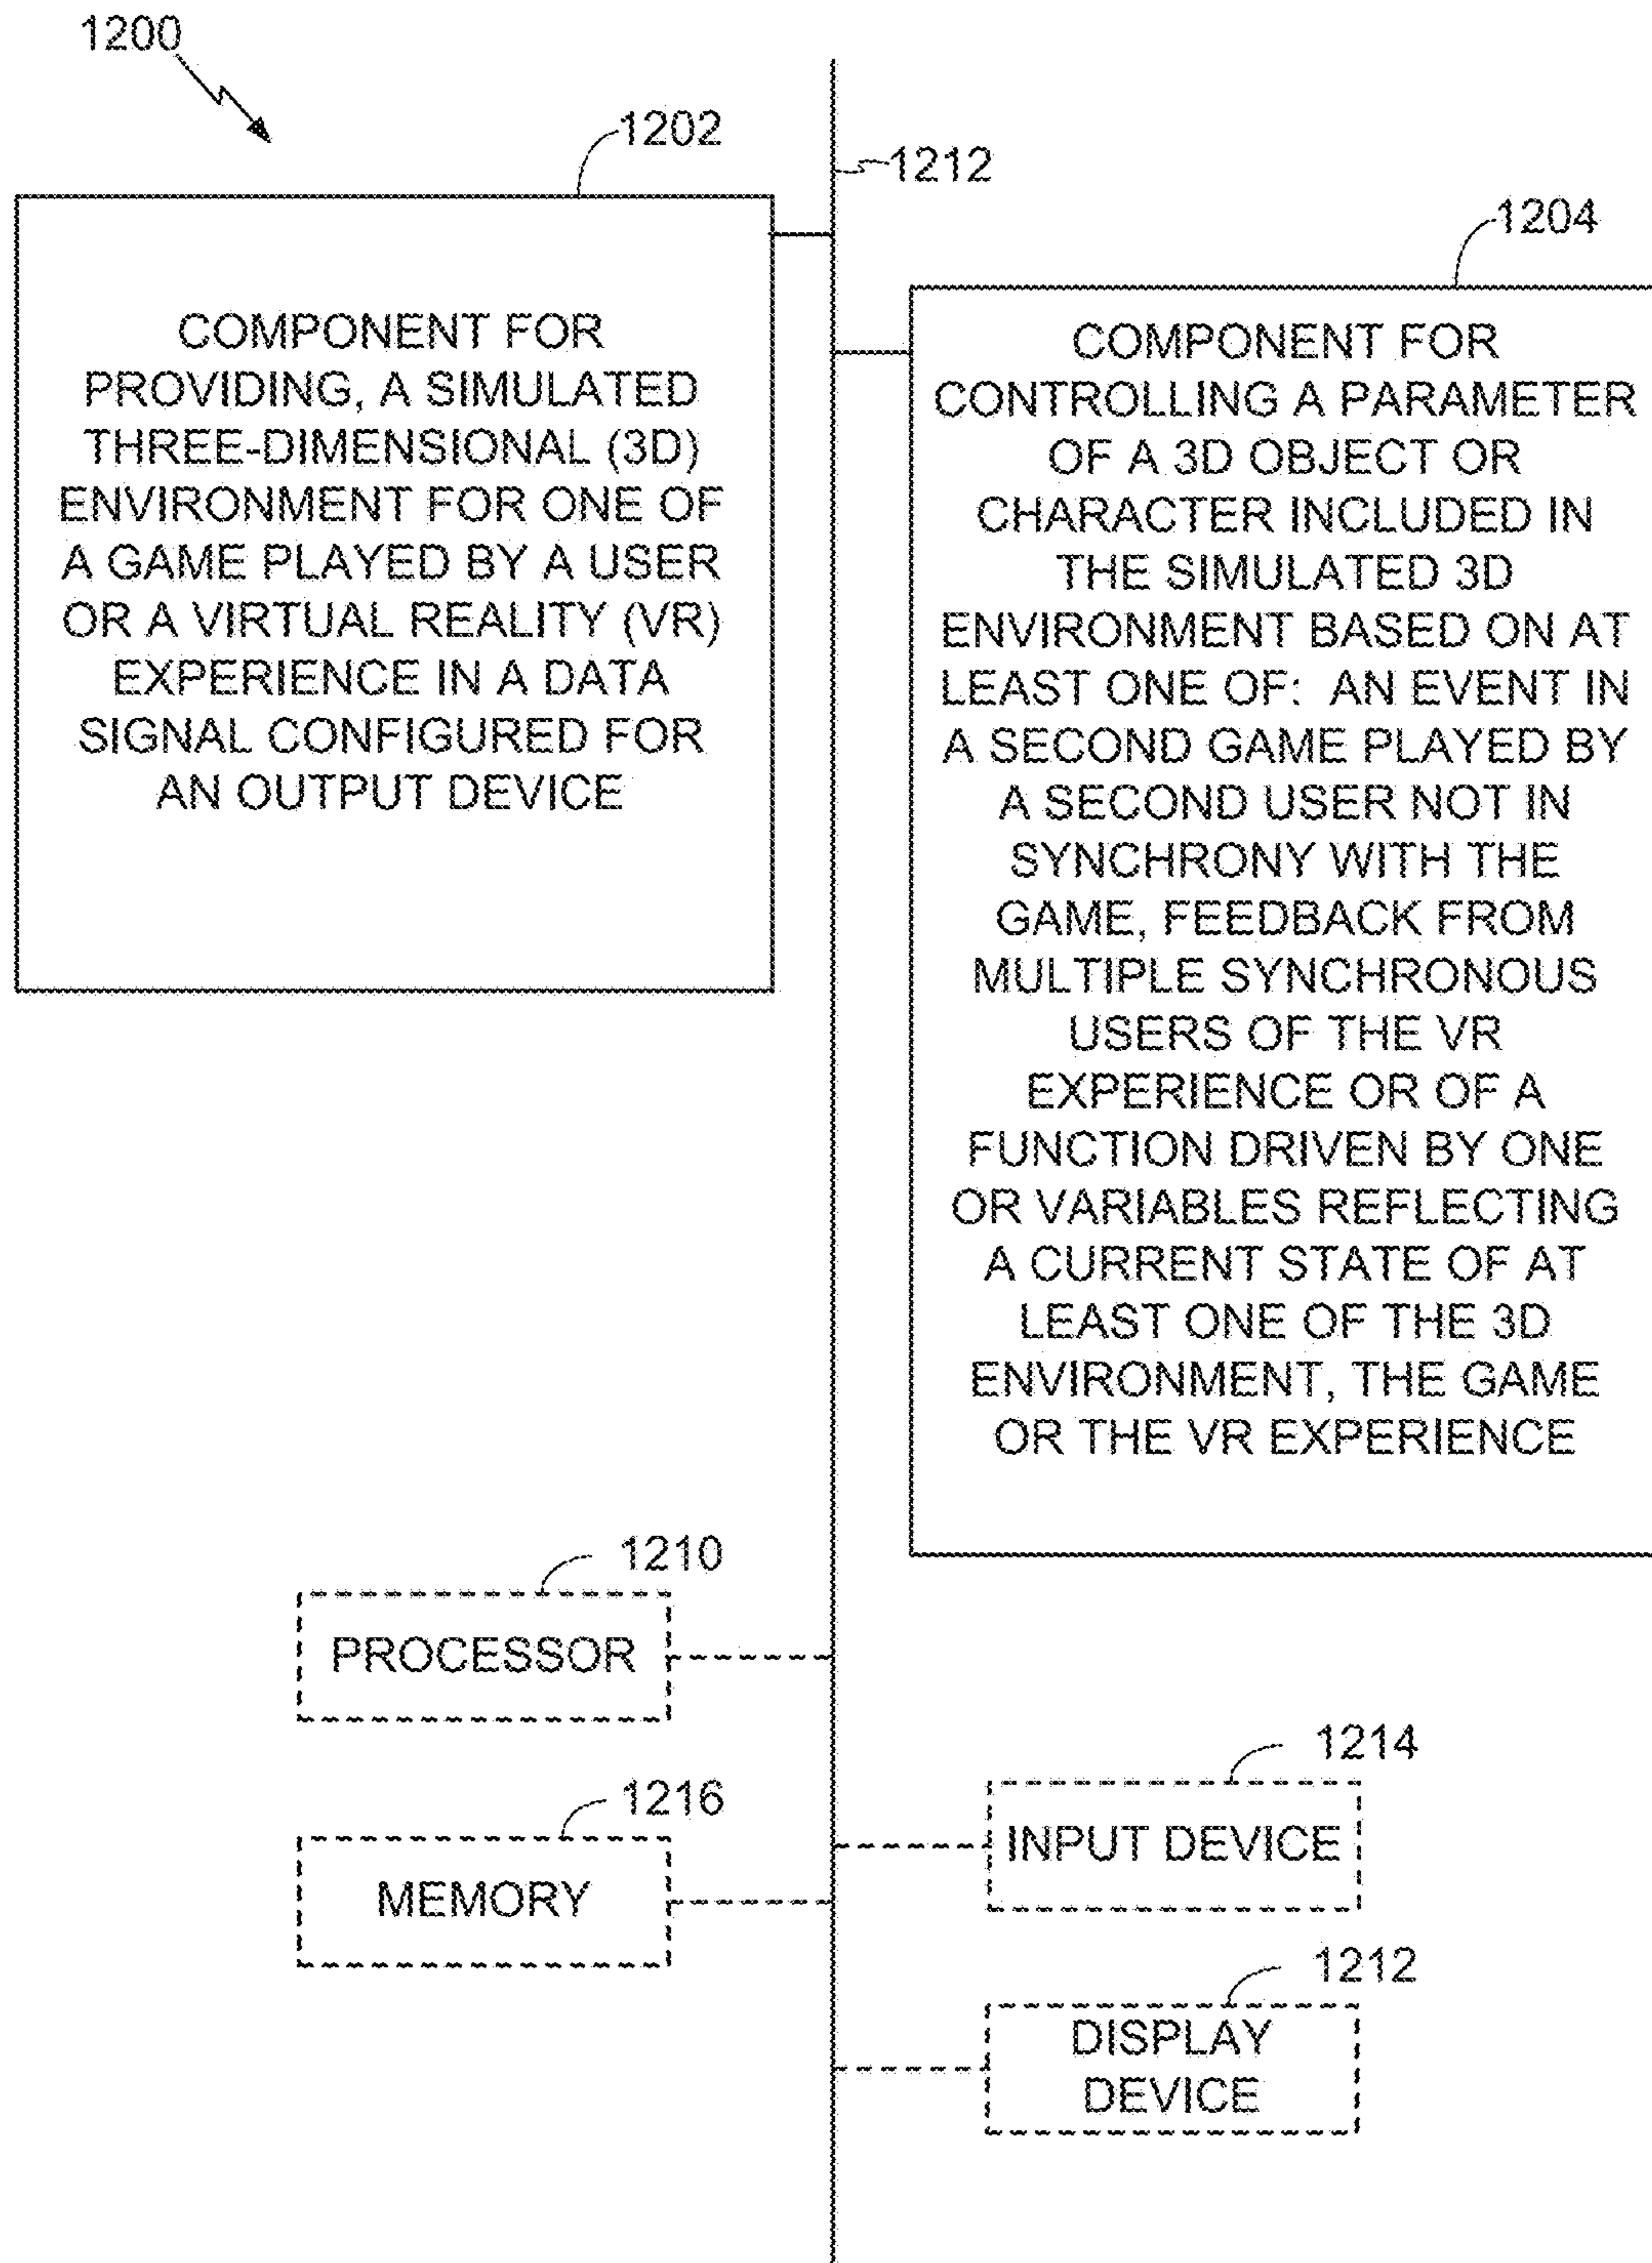 1200
1202
1212
1204
COMPONENT FOR
PROVIDING, A SIMULATED
THREE-DIMENSIONAL (3D)
ENVIRONMENT FOR ONE OF
A GAME PLAYED BY A USER
OR A VIRTUAL REALITY (VR)
EXPERIENCE IN A DATA
SIGNAL CONFIGURED FOR
AN OUTPUT DEVICE
COMPONENT FOR
CONTROLLING A PARAMETER
OF A 3D OBJECT OR
CHARACTER INCLUDED IN
THE SIMULATED 3D
ENVIRONMENT BASED ON AT
LEAST ONE OF: AN EVENT IN
A SECOND GAME PLAYED BY
A SECOND USER NOT IN
SYNCHRONY WITH THE
GAME, FEEDBACK FROM
MULTIPLE SYNCHRONOUS
USERS OF THE VR
EXPERIENCE OR OF A
FUNCTION DRIVEN BY ONE
OR VARIABLES REFLECTING
A CURRENT STATE OF AT
LEAST ONE OF THE 3D
ENVIRONMENT, THE GAME
OR THE VR EXPERIENCE
1210
PROCESSOR
1216
MEMORY
1214
INPUT DEVICE
1212
DISPLAY
DEVICE